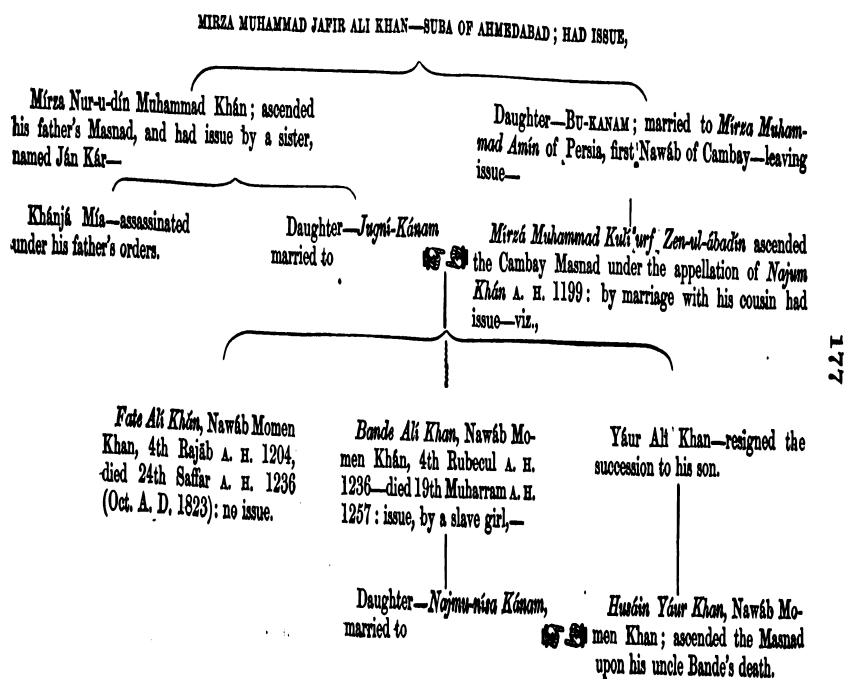 MIRZA MUHAMMAD JAFIR ALI KHAN—SUBA OF AHMEDABAD; HAD ISSUE,
Mírza Nur-u-dín Muhammad Khán; ascended
his father's Masnad, and had issue by a sister,
named Ján Kár—
Daughter—BU-KANAM; married to Mirza Muham-
mad Amín of Persia, first Nawáb of Cambay—leaving
issue—
Khánjá Mía—assassinated
under his father's orders.
Daughter—Jugní-Kánam
married to
Mirzá Muhammad Kuli urf Zen-ul-ábadín ascended
the Cambay Masnad under the appellation of Najum
Khán A. H. 1199: by marriage with his cousin had
issue—viz.,
177
Fate Alí Khán, Nawáb Momen
Khan, 4th Rajáb A. H. 1204,
died 24th Saffar A. H. 1236
(Oct. A. D. 1823): no issue.
Bande Alí Khan, Nawáb Mo-
men Khán, 4th Rubecul A. H.
1236—died 19th Muharram A. H.
1257: issue, by a slave girl,—
Yáur Alí Khan—resigned the
succession to his son.
Daughter—Najmu-nisa Kánam,
married to
Husáin Yáur Khan, Nawáb Mo-
men Khan; ascended the Masnad
upon his uncle Bande's death.